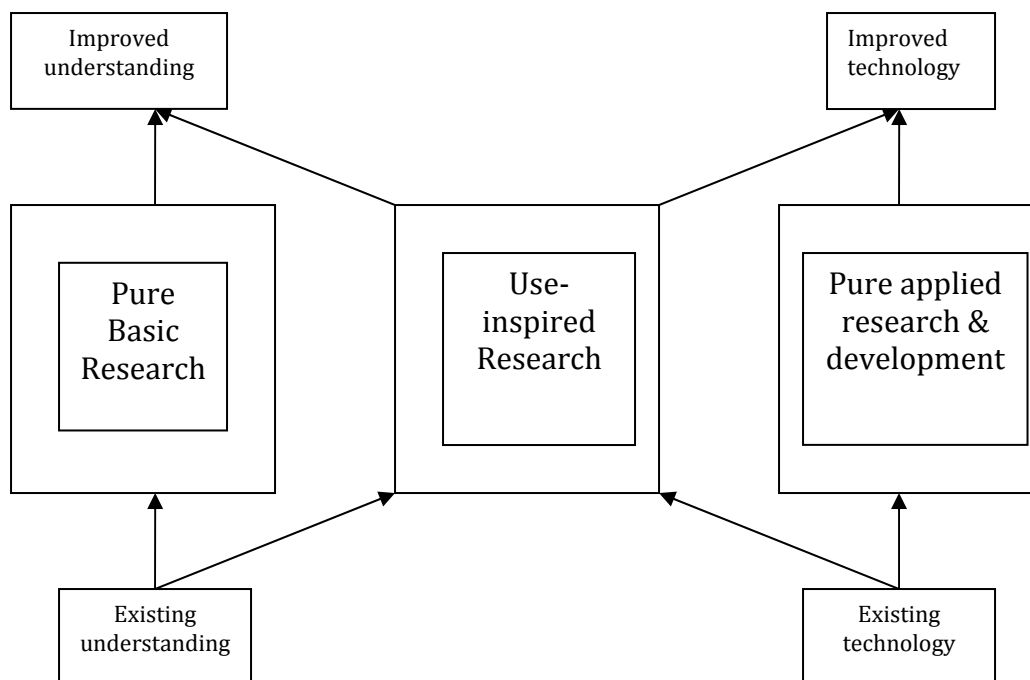 Improved
understanding
Improved
technology
Pure
Basic
Research
Use-
inspired
Research
Pure applied
research &
development
Existing
understanding
Existing
technology